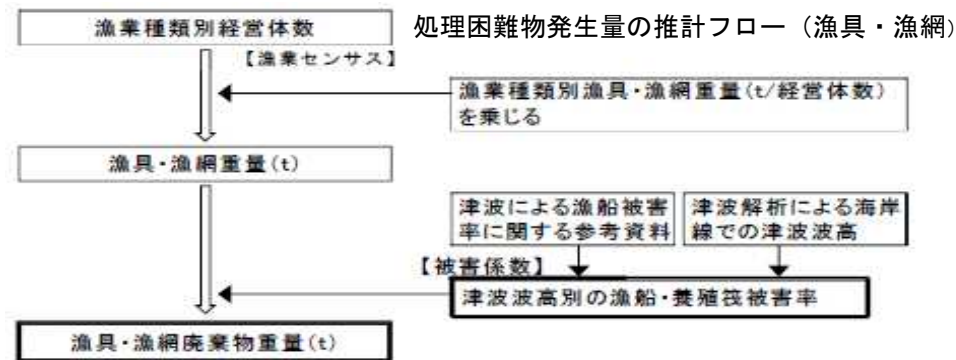 処理困難物発生量の推計フロー（漁具・漁網）
漁業種類別経営体数
【漁業センサス】
漁業種類別漁具・漁網重量(t/経営体数)
を乗じる
漁具・漁網重量(t)
津波による漁船被害
率に関する参考資料
津波解析による海岸
線での津波波高
【被害係数】
津波波高別の漁船・養殖筏被害率
漁具・漁網廃棄物重量(t)